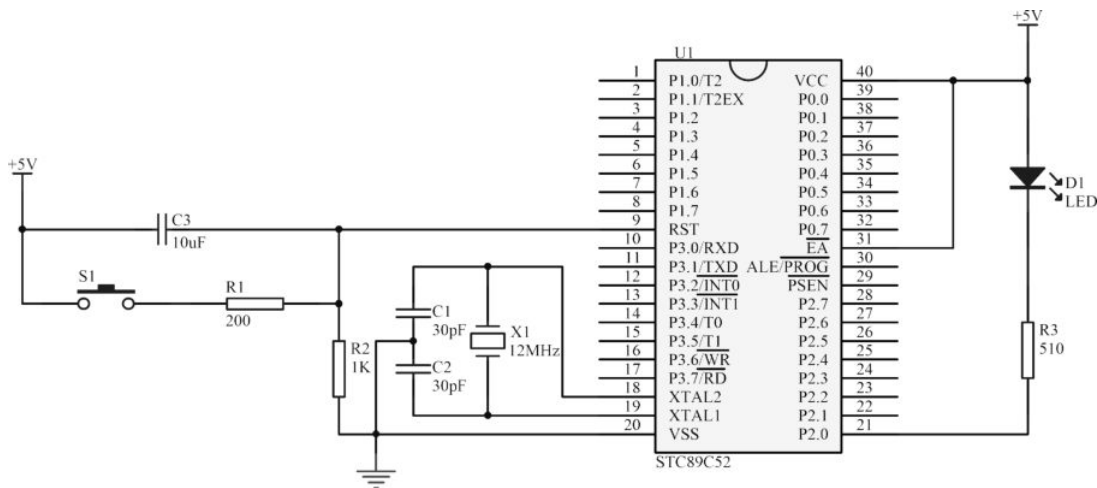 +5V
+5V
U1
1 P1.0/T2 VCC 40
2 P1.1/T2EX P0.0 39
3 P1.2 P0.1 38
4 P1.3 P0.2 37
5 P1.4 P0.3 36
6 P1.5 P0.4 35
7 P1.6 P0.5 34
8 P1.7 P0.6 33
9 RST P0.7 32
10 P3.0/RXD EA 31
11 P3.1/TXD ALE/PROG 30
12 P3.2/INT0 PSEN 29
13 P3.3/INT1 P2.7 28
14 P3.4/T0 P2.6 27
15 P3.5/T1 P2.5 26
16 P3.6/WR P2.4 25
17 P3.7/RD P2.3 24
18 XTAL2 P2.2 23
19 XTAL1 P2.1 22
20 VSS P2.0 21
STC89C52
C3
10uF
S1
R1
200
R2
1K
C1
30pF
C2
30pF
X1
12MHz
D1
LED
R3
510